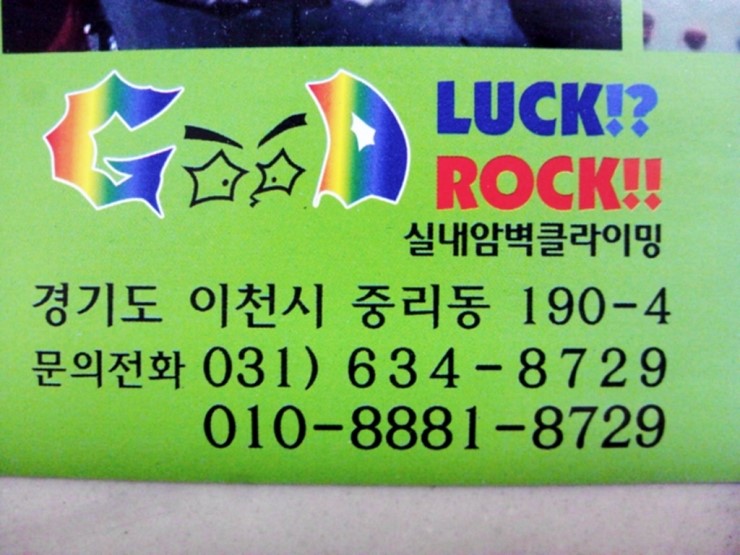 GooD LUCK!?
ROCK!!
실내암벽클라이밍
경기도 이천시 중리동 190-4
문의전화 031) 634-8729
010-8881-8729